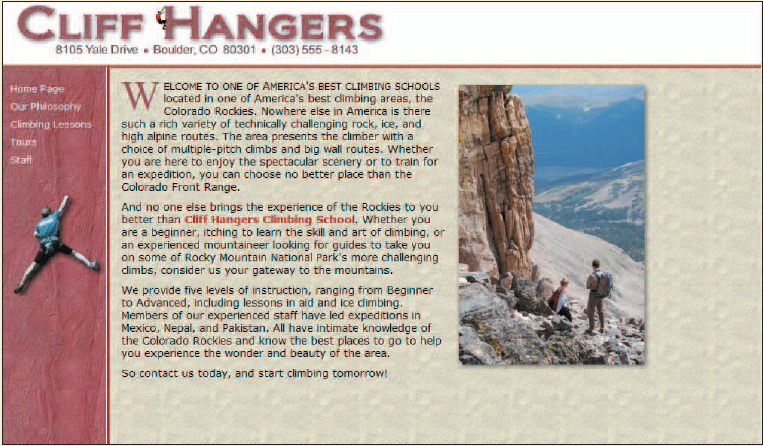 CLIFF HANGERS
8105 Yale Drive • Boulder, CO 80301 • (303) 555 - 8143
Home Page
Our Philosophy
Climbing Lessons
Tours
Staff
WELCOME TO ONE OF AMERICA'S BEST CLIMBING SCHOOLS
located in one of America's best climbing areas, the
Colorado Rockies. Nowhere else in America is there
such a rich variety of technically challenging rock, ice, and
high alpine routes. The area presents the climber with a
choice of multiple-pitch climbs and big wall routes. Whether
you are here to enjoy the spectacular scenery or to train for
an expedition, you can choose no better place than the
Colorado Front Range.
And no one else brings the experience of the Rockies to you
better than Cliff Hangers Climbing School. Whether you
are a beginner, itching to learn the skill and art of climbing, or
an experienced mountaineer looking for guides to take you
on some of Rocky Mountain National Park's more challenging
climbs, consider us your gateway to the mountains.
We provide five levels of instruction, ranging from Beginner
to Advanced, including lessons in aid and ice climbing.
Members of our experienced staff have led expeditions in
Mexico, Nepal, and Pakistan. All have intimate knowledge of
the Colorado Rockies and know the best places to go to help
you experience the wonder and beauty of the area.
So contact us today, and start climbing tomorrow!